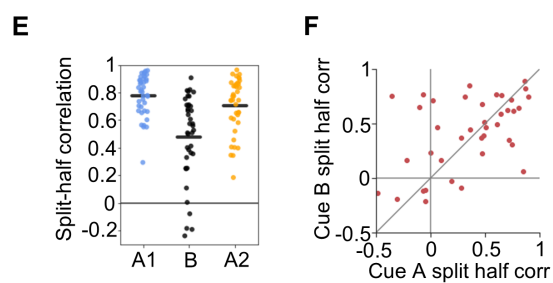 E
Split-half correlation
1
0.8
0.6
0.4
0.2
0
-0.2
A1 B A2
F
Cue B split half corr
1
0.5
0
-0.5
-0.5 0 0.5 1
Cue A split half corr